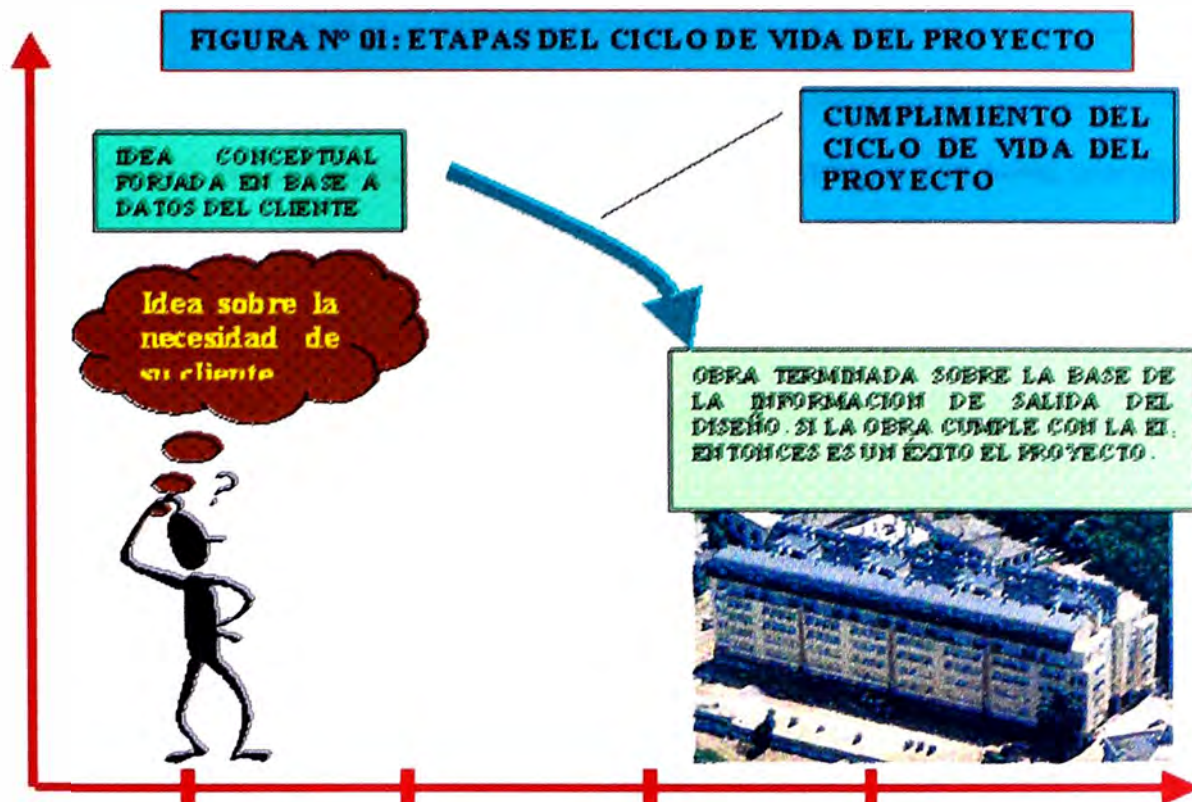 FIGURA Nº 01: ETAPAS DEL CICLO DE VIDA DEL PROYECTO
CUMPLIMIENTO DEL
CICLO DE VIDA DEL
PROYECTO
IDEA CONCEPTUAL
FORJADA EN BASE A
DATOS DEL CLIENTE
Idea sobre la
necesidad de
su cliente
?
OBRA TERMINADA SOBRE LA BASE DE
LA INFORMACION DE SALIDA DEL
DISEÑO. SI LA OBRA CUMPLE CON LA
ENTONCES ES UN ÉXITO EL PROYECTO.